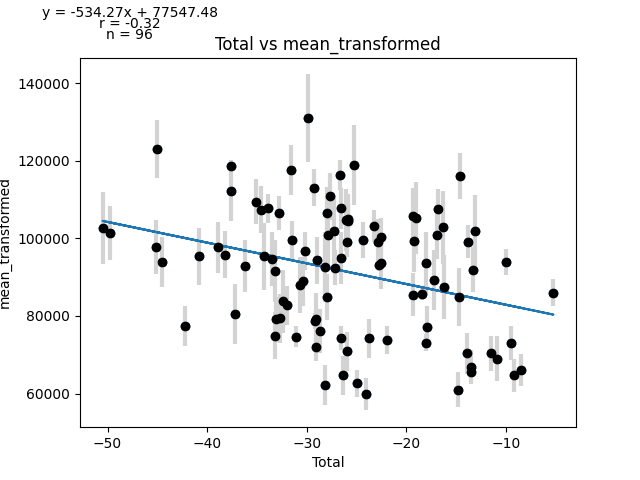 y = -534.27x + 77547.48
r = -0.32
n = 96
Total vs mean_transformed
140000
120000
100000
80000
60000
mean_transformed
−50
−40
−30
−20
−10
Total